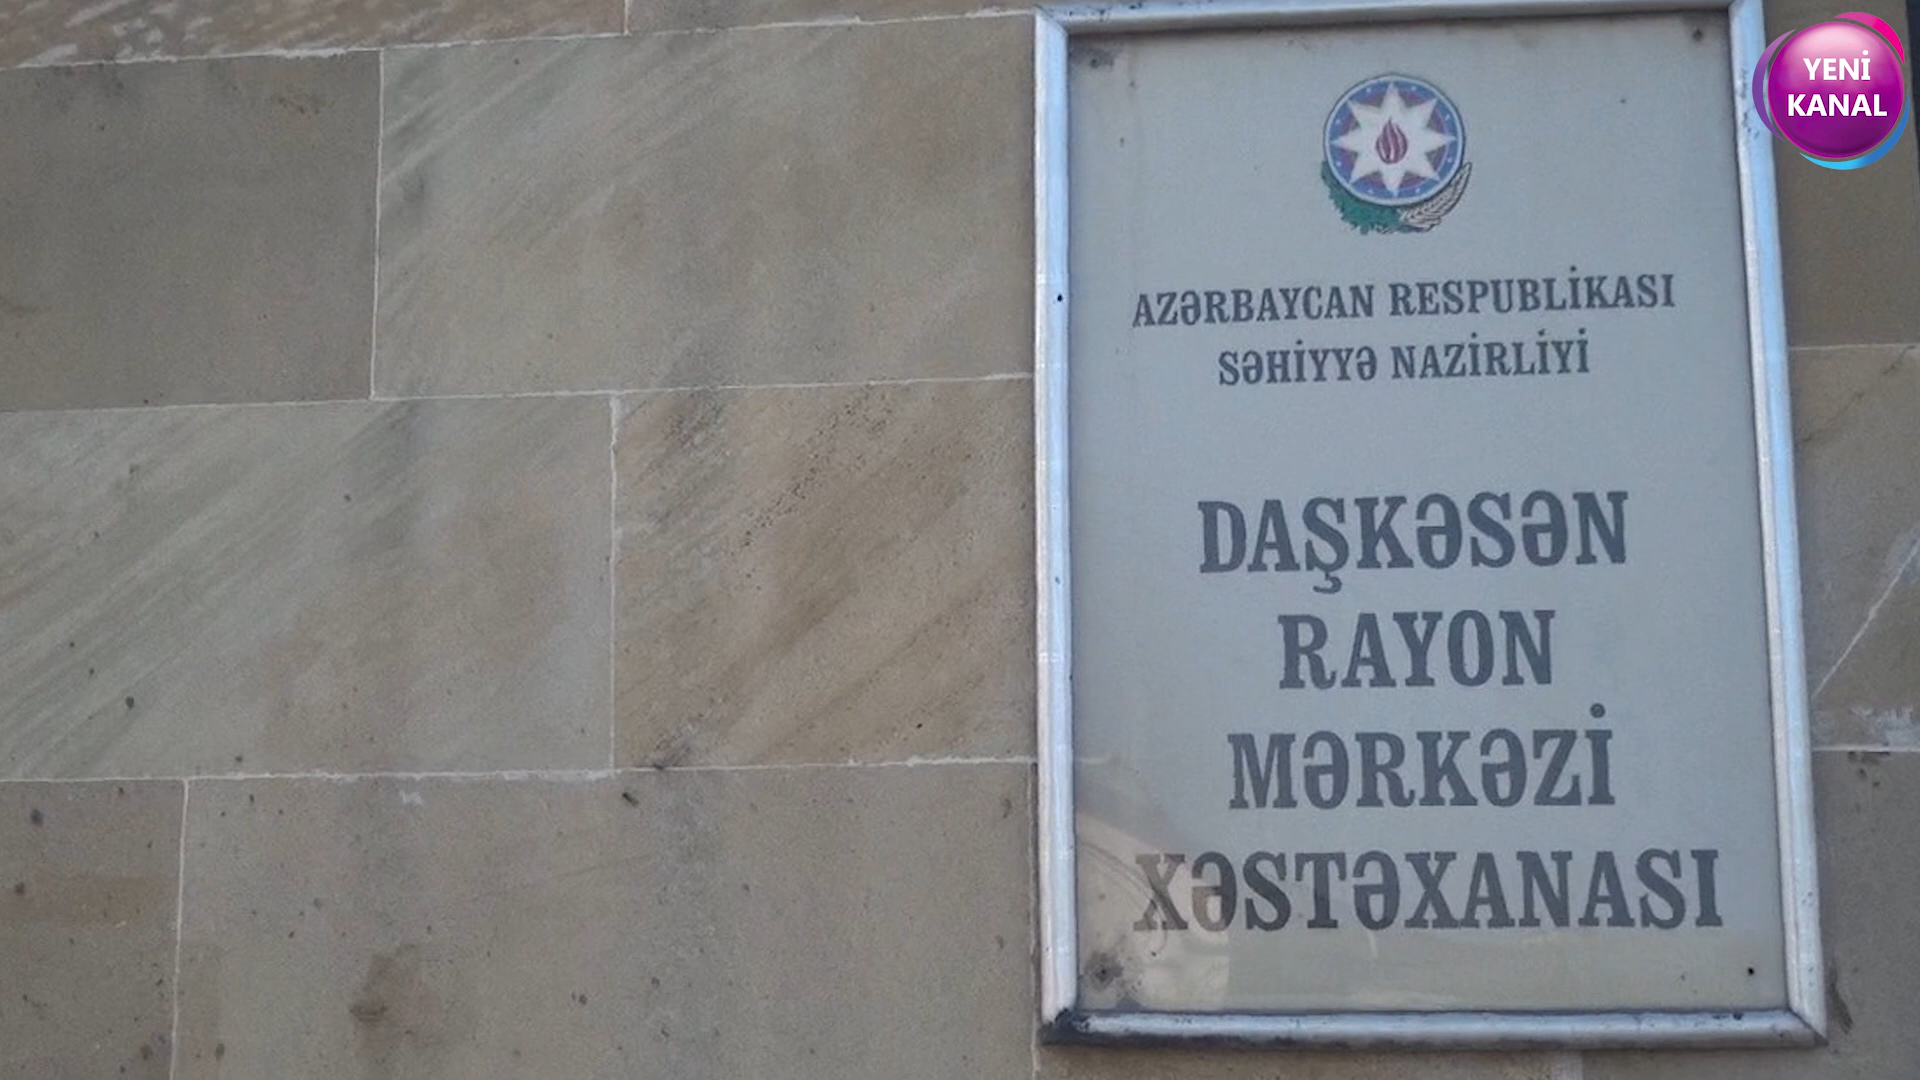 YENİ
KANAL
AZƏRBAYCAN RESPUBLİKASI
SƏHİYYƏ NAZİRLİYİ
DAŞKƏSƏN
RAYON
MƏRKƏZİ
XƏSTƏXANASI